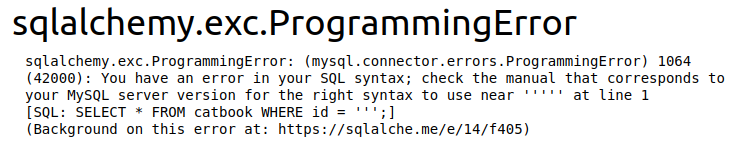 sqlalchemy.exc.ProgrammingError
sqlalchemy.exc.ProgrammingError: (mysql.connector.errors.ProgrammingError) 1064
(42000): You have an error in your SQL syntax; check the manual that corresponds to
your MySQL server version for the right syntax to use near ''''' at line 1
[SQL: SELECT * FROM catbook WHERE id = ''';]
(Background on this error at: https://sqlalche.me/e/14/f405)